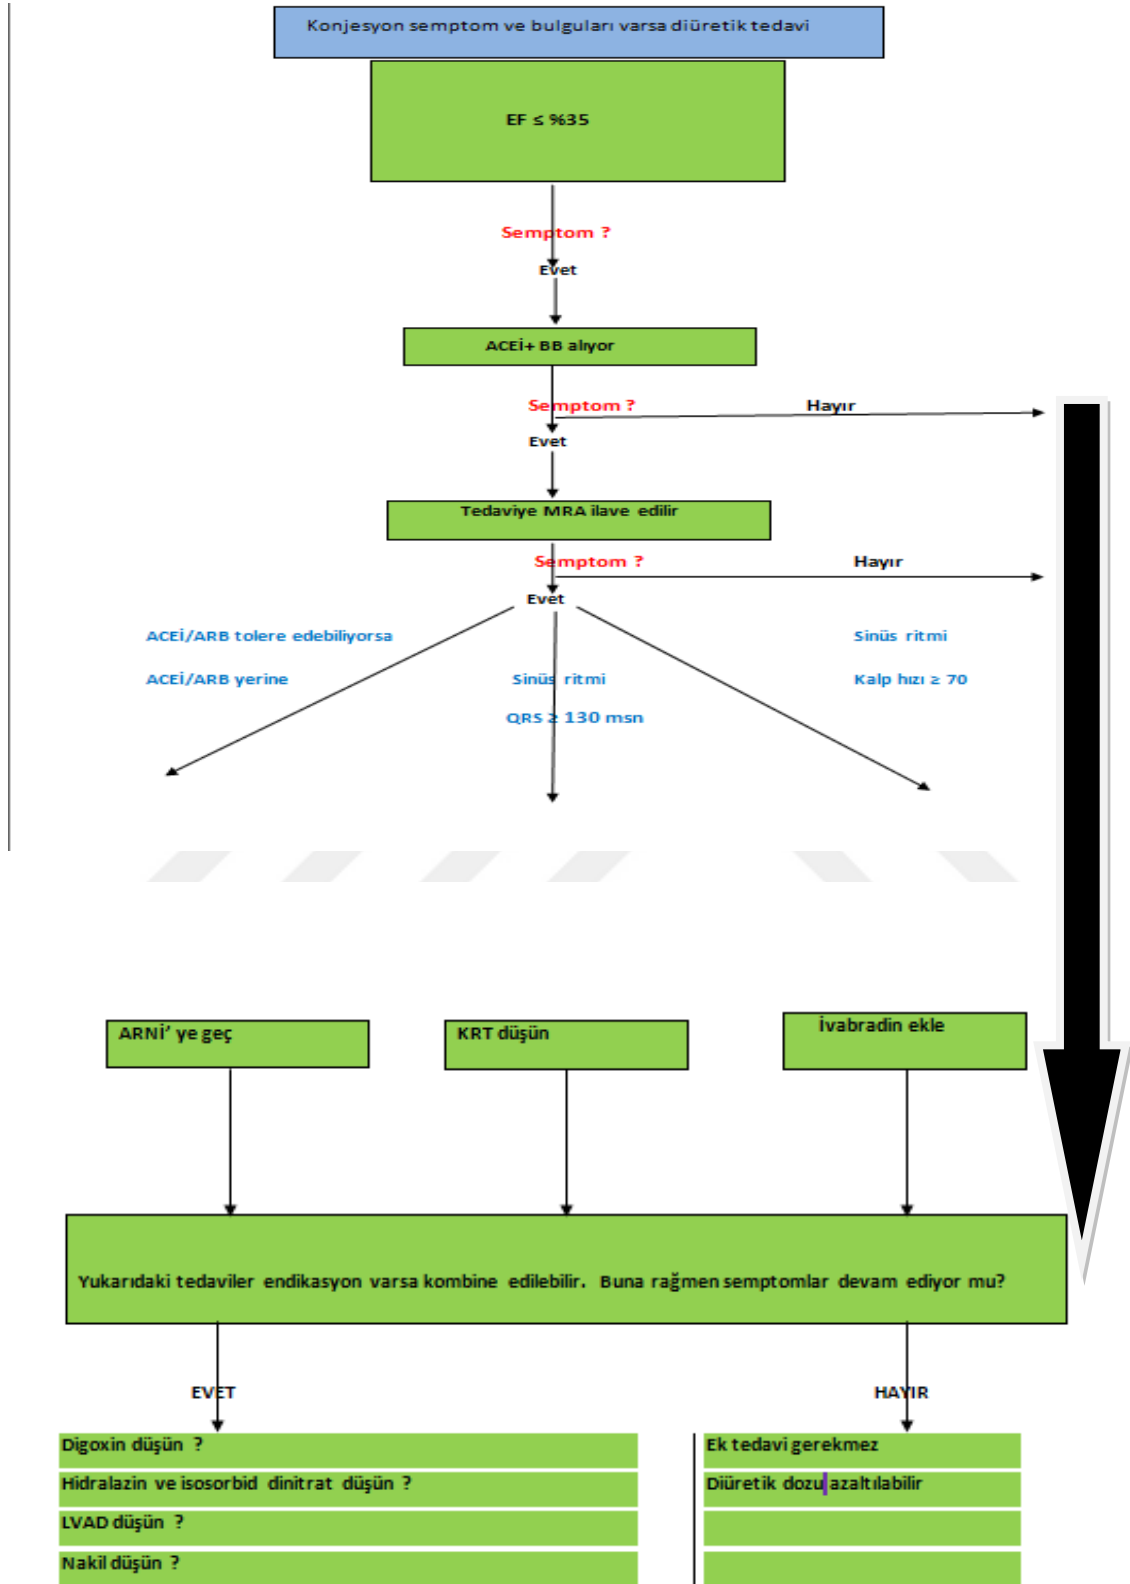 Konjesyon semptom ve bulguları varsa diüretik tedavi
EF ≤ %35
Semptom ?
Evet
ACEİ+ BB alıyor
Semptom ?
Hayır
Evet
Tedaviye MRA ilave edilir
Semptom ?
Hayır
Evet
ACEİ/ARB tolere edebiliyorsa
ACEİ/ARB yerine
Sinüs ritmi
QRS ≥ 130 msn
Sinüs ritmi
Kalp hızı ≥ 70
ARNİ' ye geç
KRT düşün
İvabradin ekle
Yukarıdaki tedaviler endikasyon varsa kombine edilebilir. Buna rağmen semptomlar devam ediyor mu?
EVET
HAYIR
Digoxin düşün ?
Hidralazin ve isosorbid dinitrat düşün ?
LVAD düşün ?
Nakil düşün ?
Ek tedavi gerekmez
Diüretik dozu azaltılabilir